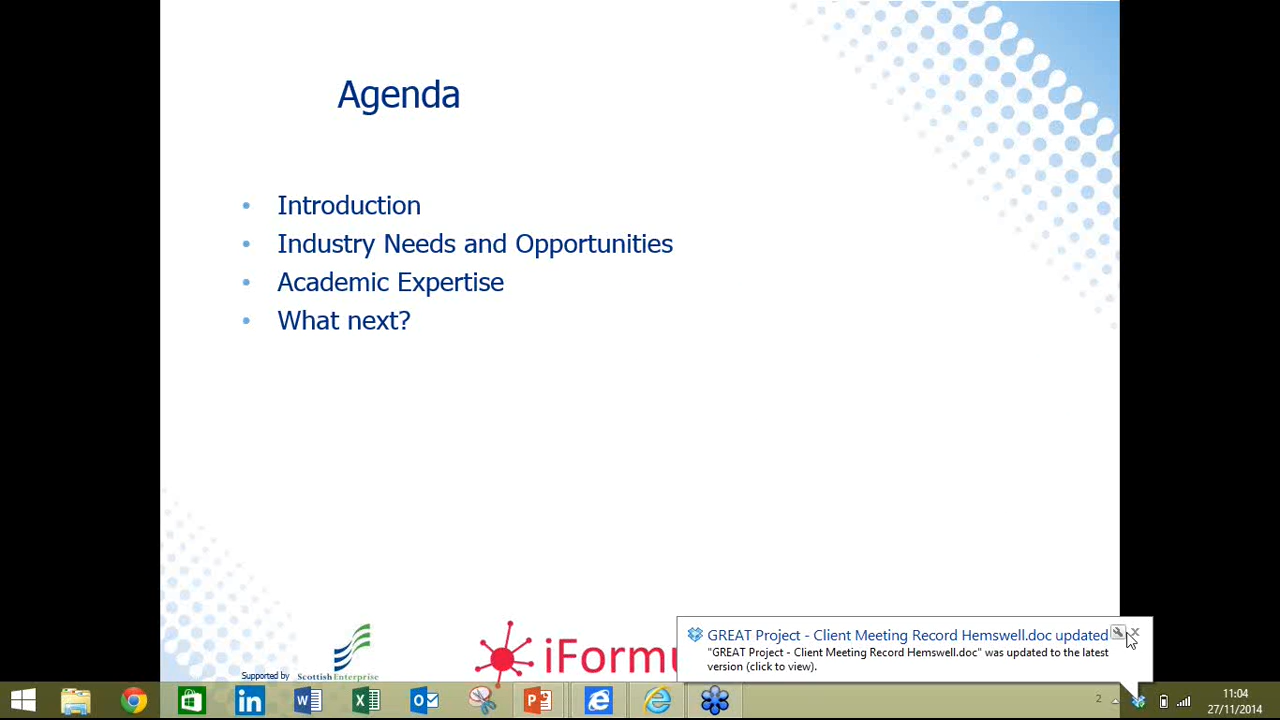 Agenda
• Introduction
• Industry Needs and Opportunities
• Academic Expertise
• What next?
Supported by Scottish Enterprise
iFormu
GREAT Project - Client Meeting Record Hemswell.doc updated
"GREAT Project - Client Meeting Record Hemswell.doc" was updated to the latest
version (click to view).
2
11:04
27/11/2014